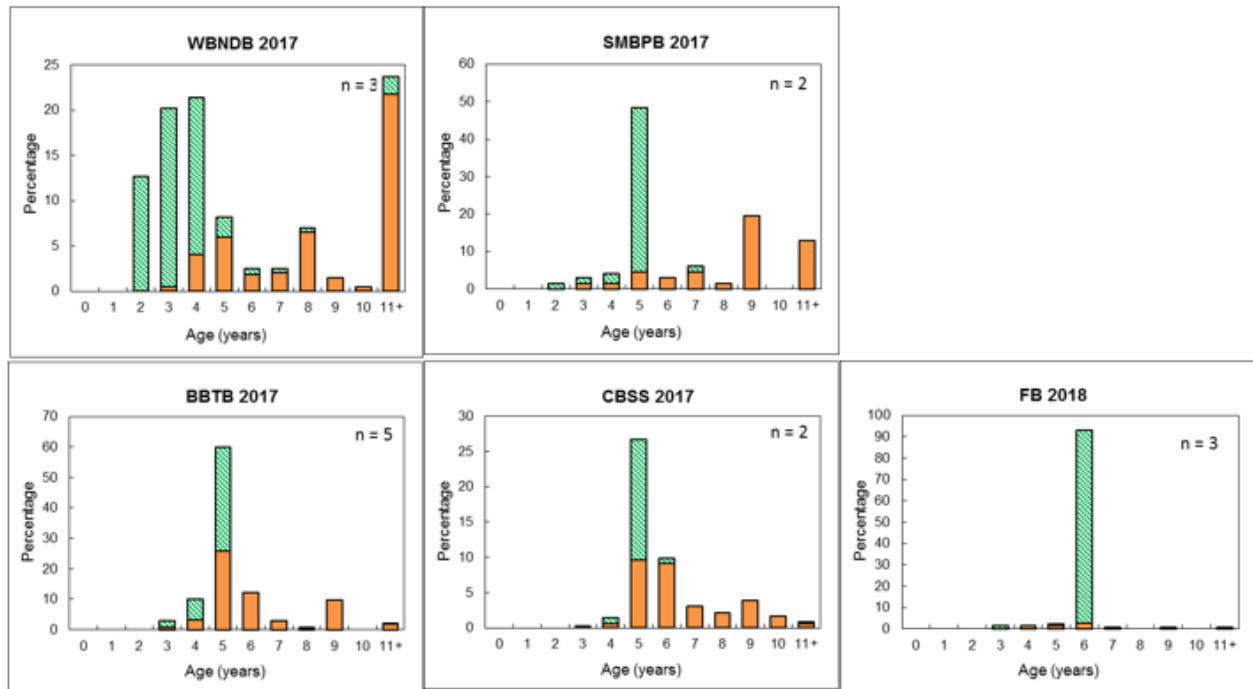 WBNDB 2017
n = 3
Percentage
25
20
15
10
5
0
0 1 2 3 4 5 6 7 8 9 10 11+
Age (years)
SMBPB 2017
n = 2
Percentage
60
50
40
30
20
10
0
0 1 2 3 4 5 6 7 8 9 10 11+
Age (years)
BBTB 2017
n = 5
Percentage
70
60
50
40
30
20
10
0
0 1 2 3 4 5 6 7 8 9 10 11+
Age (years)
CBSS 2017
n = 2
Percentage
30
25
20
15
10
5
0
0 1 2 3 4 5 6 7 8 9 10 11+
Age (years)
FB 2018
n = 3
Percentage
100
90
80
70
60
50
40
30
20
10
0
0 1 2 3 4 5 6 7 8 9 10 11+
Age (years)